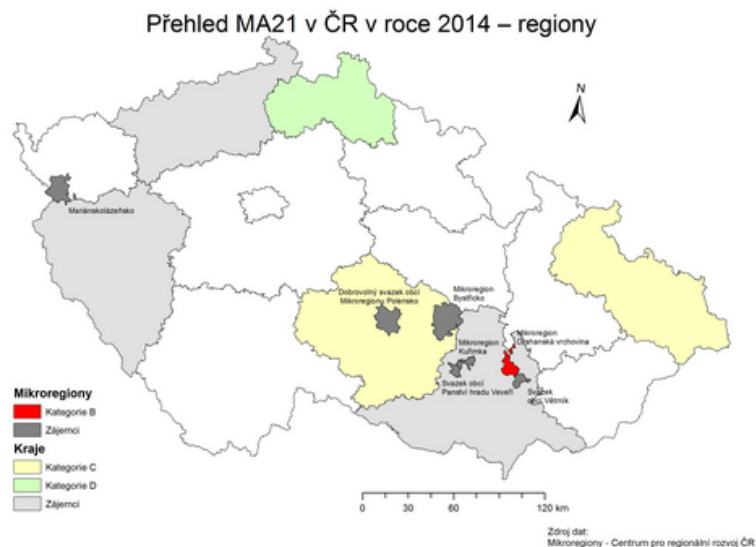 Přehled MA21 v ČR v roce 2014 – regiony
N
Mariánskolázeňsko
Dobrovolný svazek obcí
Mikroregionu Polensko
Mikroregion
Bystřicko
Mikroregion
Drahanská vrchovina
Mikroregion
Kuřimka
Svazek obcí
Panství hradu Veveří
Svazek
obcí Větrník
Mikroregiony
Kategorie B
Zájemci
Kraje
Kategorie C
Kategorie D
Zájemci
0 30 60 120 km
Zdroj dat:
Mikroregiony - Centrum pro regionální rozvoj ČR